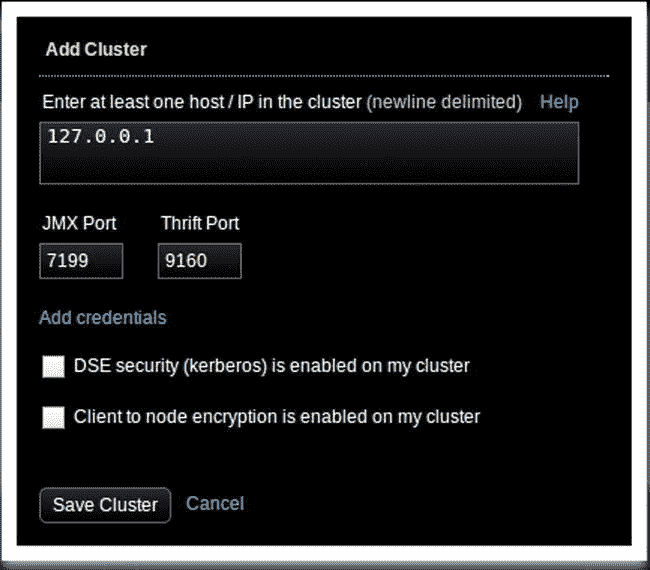 Add Cluster
Enter at least one host / IP in the cluster (newline delimited) Help
127.0.0.1
JMX Port Thrift Port
7199 9160
Add credentials
DSE security (kerberos) is enabled on my cluster
Client to node encryption is enabled on my cluster
Save Cluster Cancel